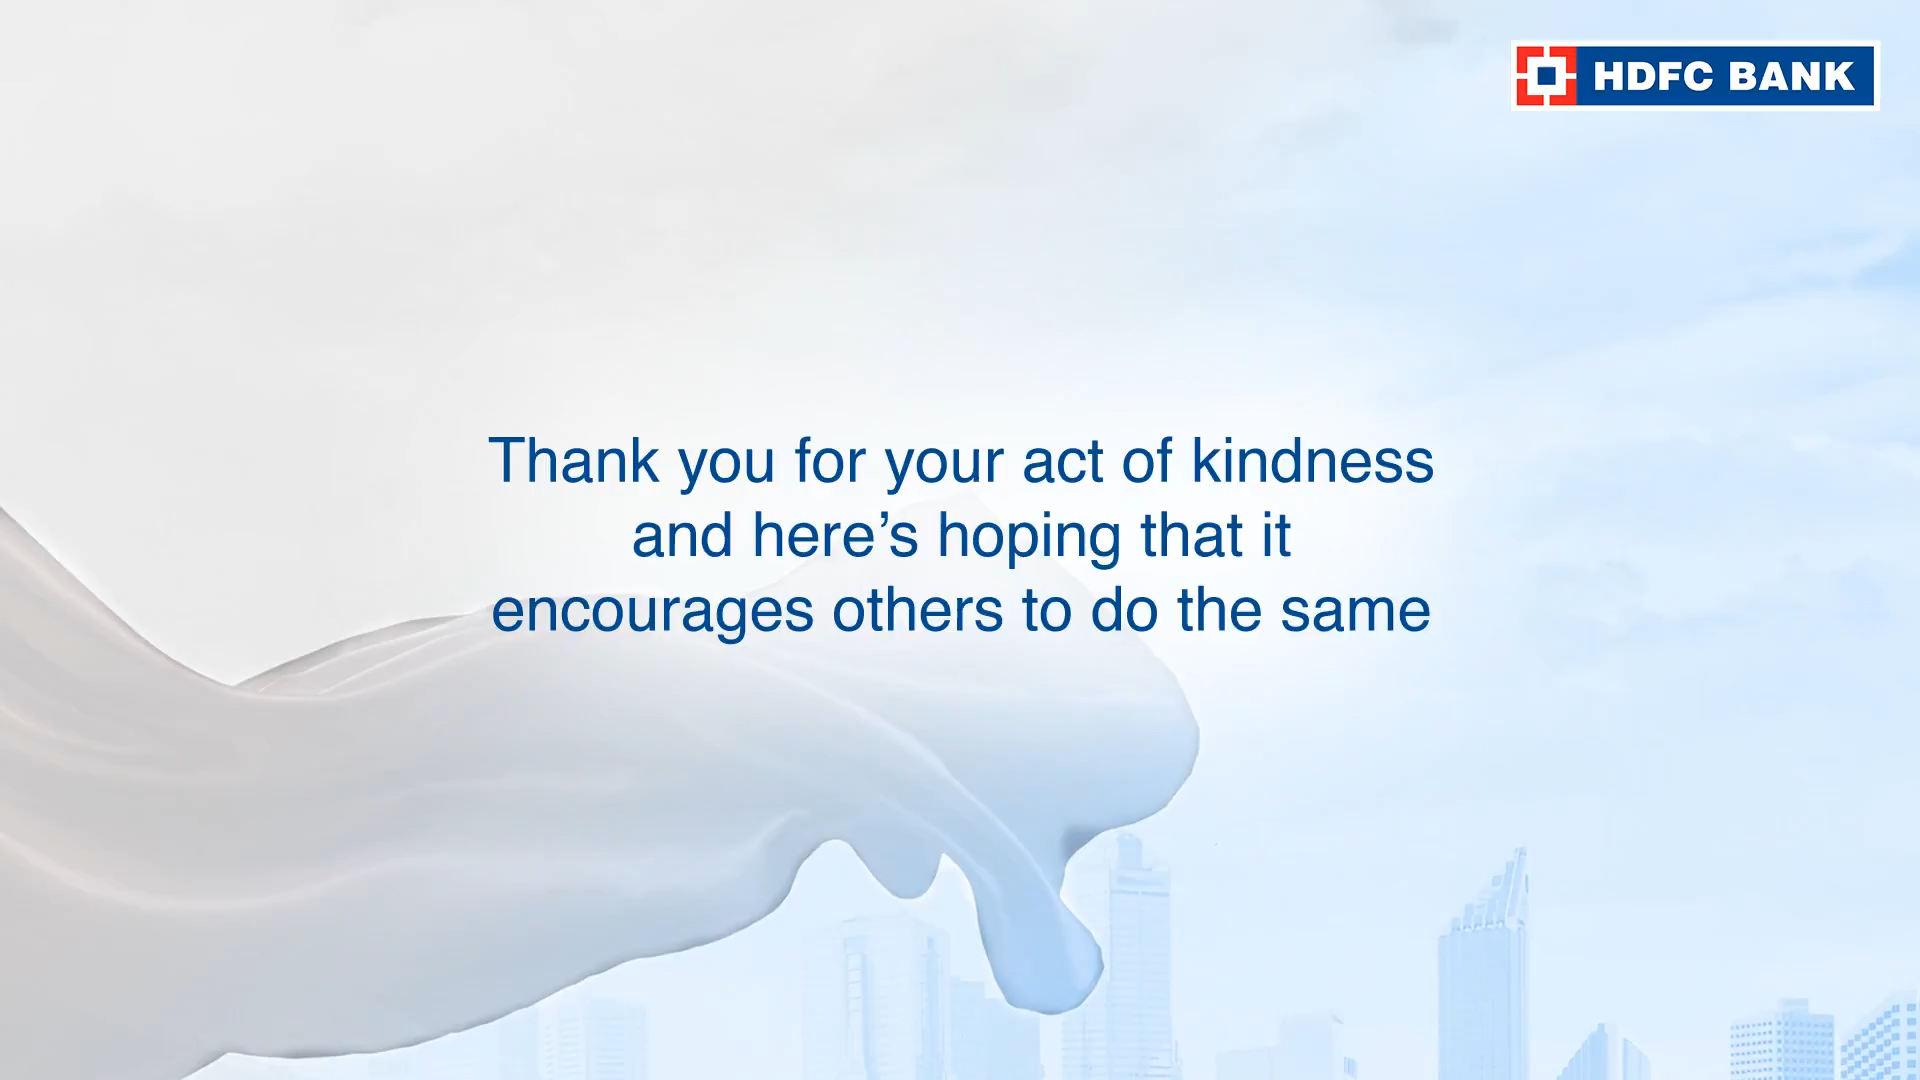 HDFC BANK
Thank you for your act of kindness
and here’s hoping that it
encourages others to do the same